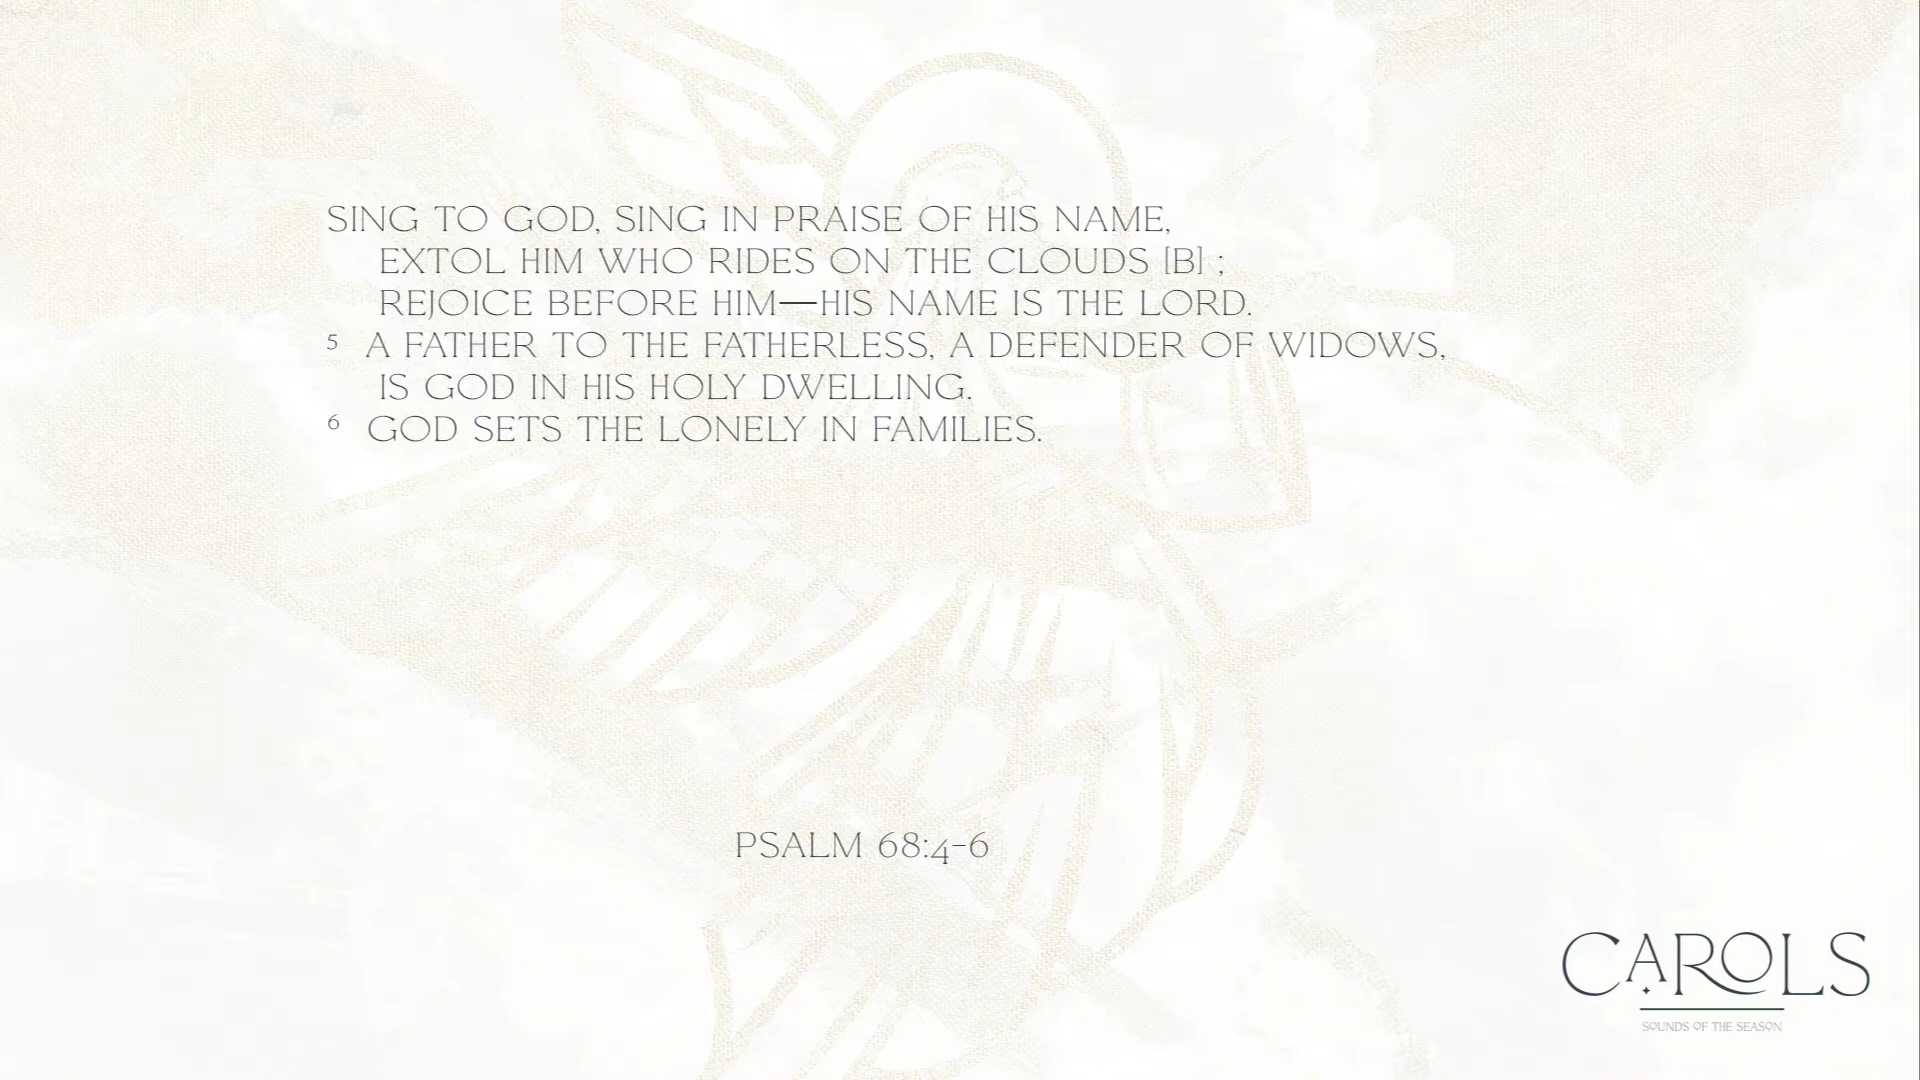 SING TO GOD, SING IN PRAISE OF HIS NAME,
EXTOL HIM WHO RIDES ON THE CLOUDS [B] ;
REJOICE BEFORE HIM—HIS NAME IS THE LORD.
5 A FATHER TO THE FATHERLESS, A DEFENDER OF WIDOWS,
IS GOD IN HIS HOLY DWELLING.
6 GOD SETS THE LONELY IN FAMILIES.
PSALM 68:4-6
CAROLS
SOUNDS OF THE SEASON